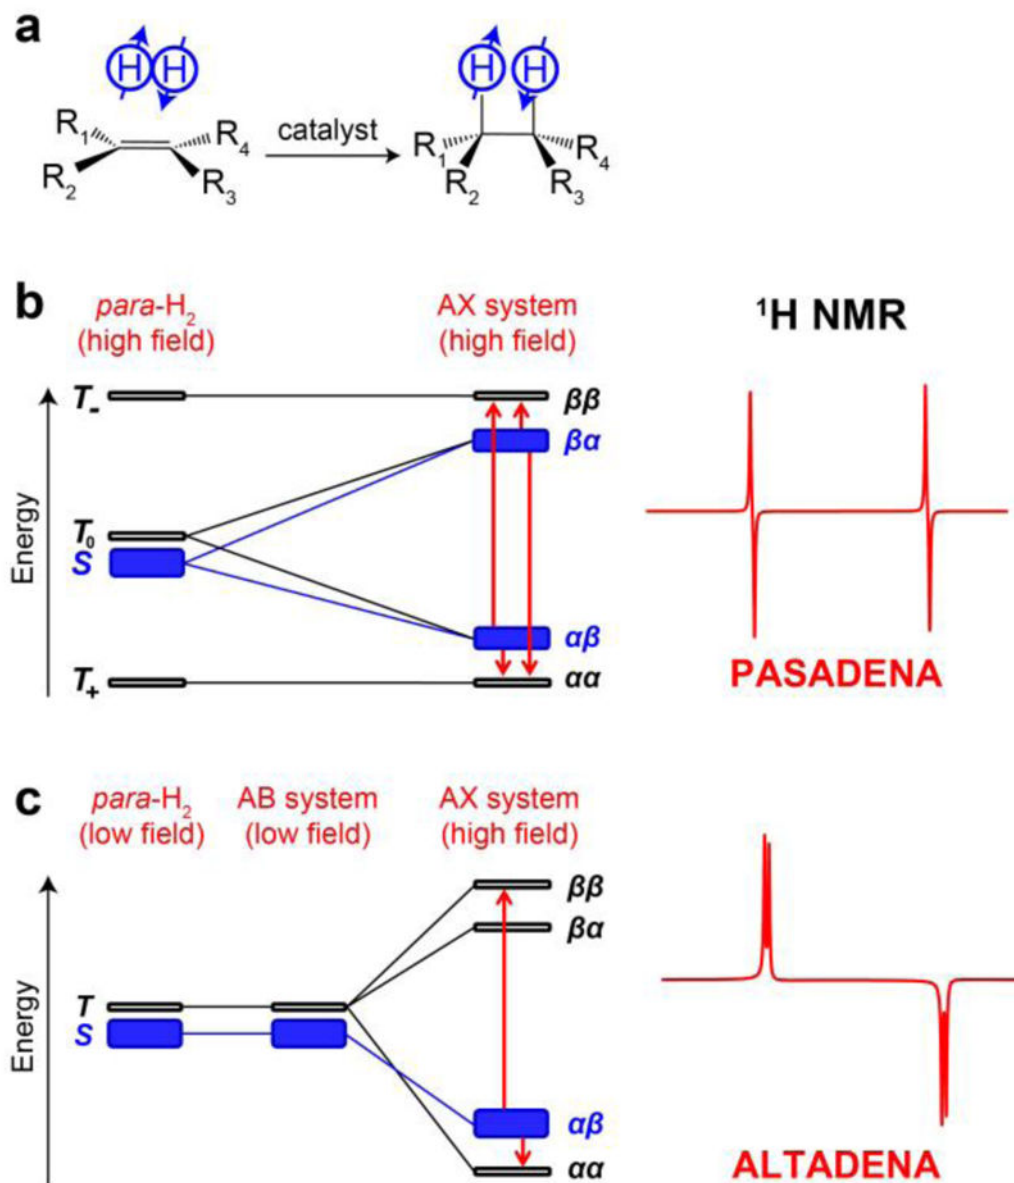 a
H H H H
R₁ R₄ catalyst R₁ R₄
R₂ R₃ R₂ R₃
b
para-H₂ AX system ¹H NMR
(high field) (high field)
T₋ ββ
βα
Energy
T₀
S
αβ
T₊ αα
PASADENA
c
para-H₂ AB system AX system
(low field) (low field) (high field)
ββ
βα
Energy
T
S
αβ
αα
ALTADENA